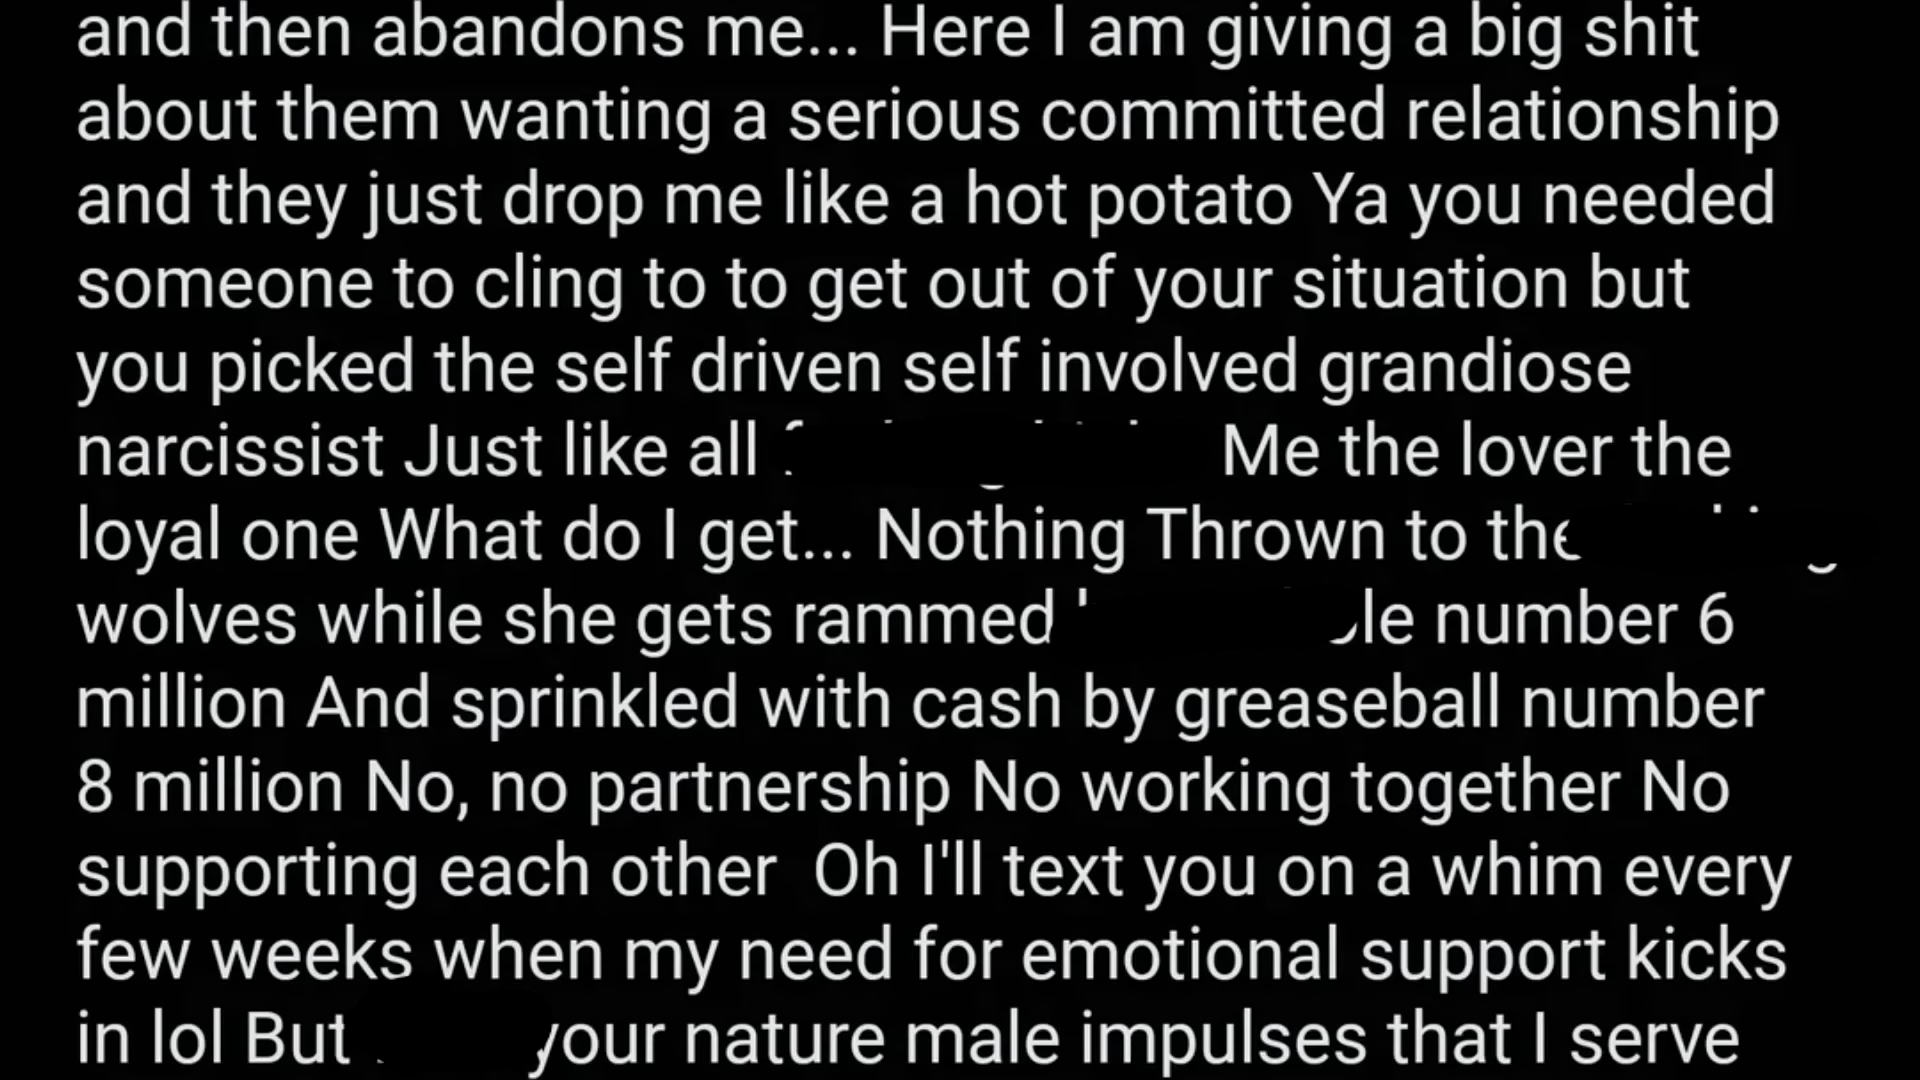 and then abandons me... Here I am giving a big shit
about them wanting a serious committed relationship
and they just drop me like a hot potato Ya you needed
someone to cling to to get out of your situation but
you picked the self driven self involved grandiose
narcissist Just like all Me the lover the
loyal one What do I get... Nothing Thrown to the
wolves while she gets rammed number 6
million And sprinkled with cash by greaseball number
8 million No, no partnership No working together No
supporting each other  Oh I'll text you on a whim every
few weeks when my need for emotional support kicks
in lol But your nature male impulses that I serve